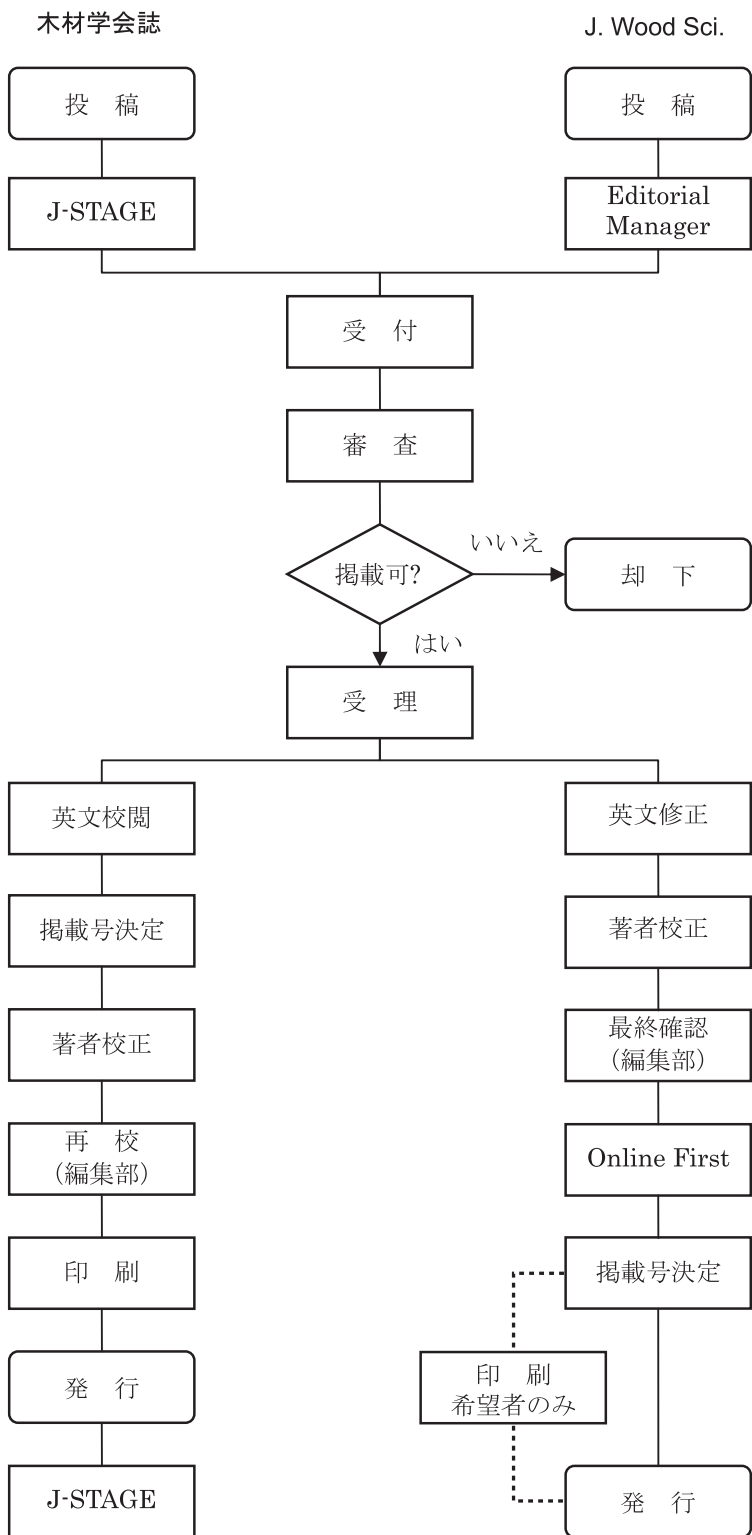 木材学会誌
J. Wood Sci.
投　稿
投　稿
J-STAGE
Editorial
Manager
受　付
審　査
掲載可?
いいえ
却　下
はい
受　理
英文校閲
英文修正
掲載号決定
著者校正
著者校正
最終確認
（編集部）
再　校
（編集部）
Online First
印　刷
掲載号決定
発　行
印　刷
希望者のみ
J-STAGE
発　行